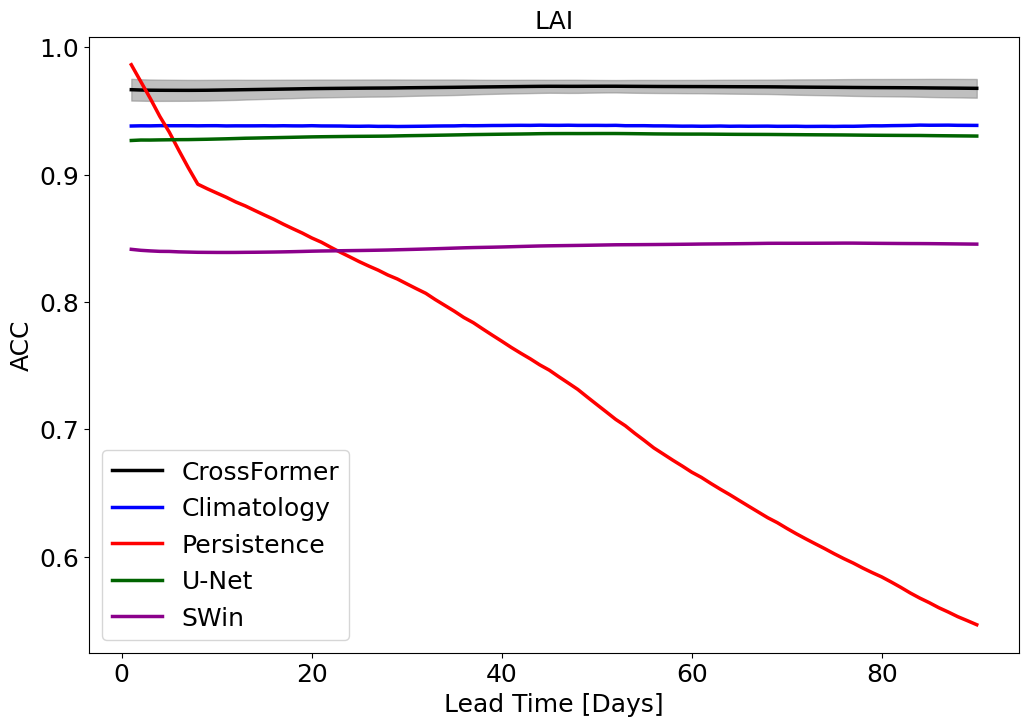 LAI
1.0
0.9
0.8
0.7
0.6
ACC
CrossFormer
Climatology
Persistence
U-Net
SWin
0
20
40
60
80
Lead Time [Days]